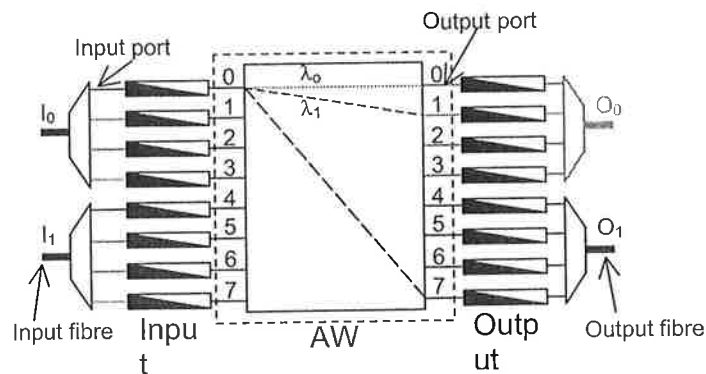 Input port
Output port
I₀
0
1
2
3
λ₀
λ₁
0
1
2
3
O₀
I₁
4
5
6
7
4
5
6
7
O₁
Input fibre
Inpu
t
AW
Outp
ut
Output fibre